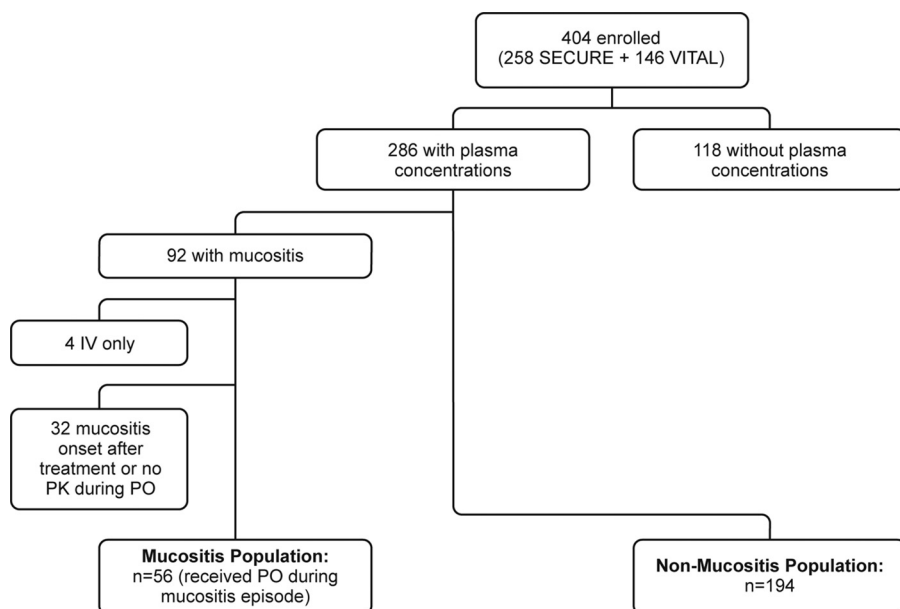 404 enrolled
(258 SECURE + 146 VITAL)
286 with plasma
concentrations
118 without plasma
concentrations
92 with mucositis
4 IV only
32 mucositis
onset after
treatment or no
PK during PO
Mucositis Population:
n=56 (received PO during
mucositis episode)
Non-Mucositis Population:
n=194